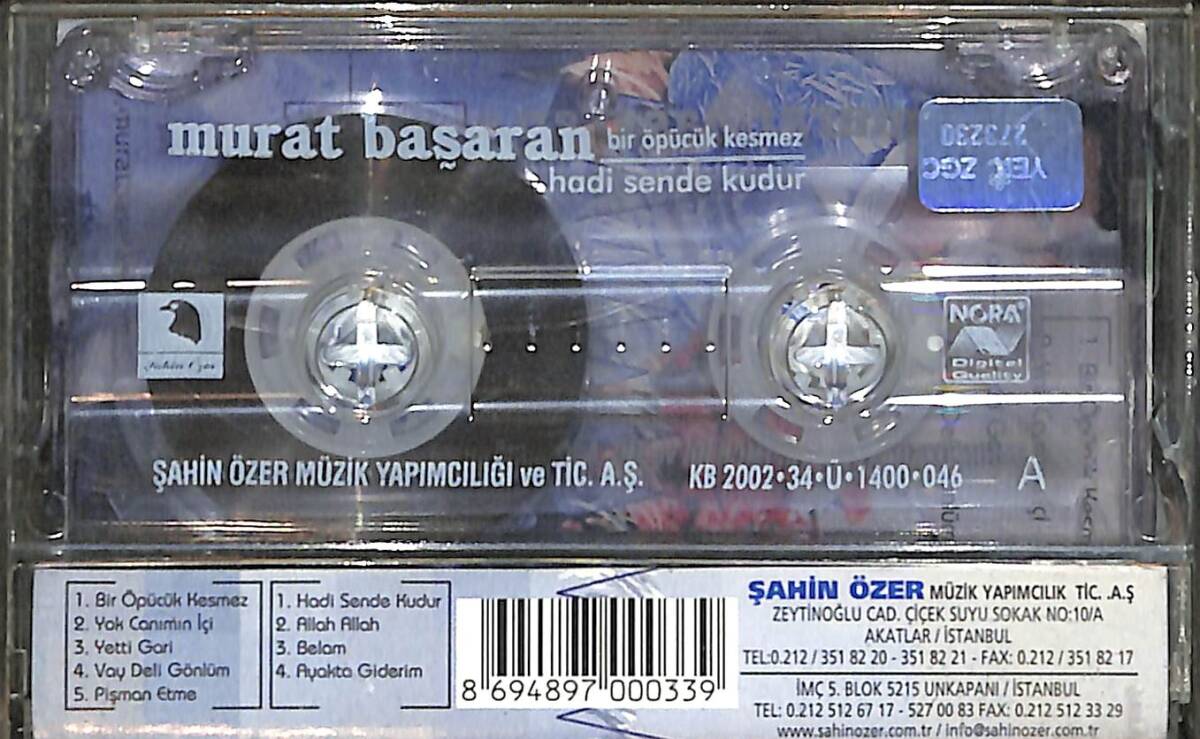 murat başaran bir öpücük kesmez
hadi sende kudur
YEK ZGC
273230
Şahin Özer
NORA
Digital
Quality
ŞAHİN ÖZER MÜZİK YAPIMCILIĞI ve TİC. A.Ş. KB 2002•34•Ü•1400•046 A
1. Bir Öpücük Kesmez
2. Yok Canımın İçi
3. Yetti Gari
4. Vay Deli Gönlüm
5. Pişman Etme
1. Hadi Sende Kudur
2. Allah Allah
3. Belam
4. Ayakta Giderim
8 694897 000339
ŞAHİN ÖZER MÜZİK YAPIMCILIK TİC. .A.Ş
ZEYTİNOĞLU CAD. ÇİÇEK SUYU SOKAK NO:10/A
AKATLAR / İSTANBUL
TEL:0.212 / 351 82 20 - 351 82 21 - FAX: 0.212 / 351 82 17
İMÇ 5. BLOK 5215 UNKAPANI / İSTANBUL
TEL: 0.212 512 67 17 - 527 00 83 FAX: 0.212 512 33 29
www.sahinozer.com.tr / info@sahinozer.com.tr